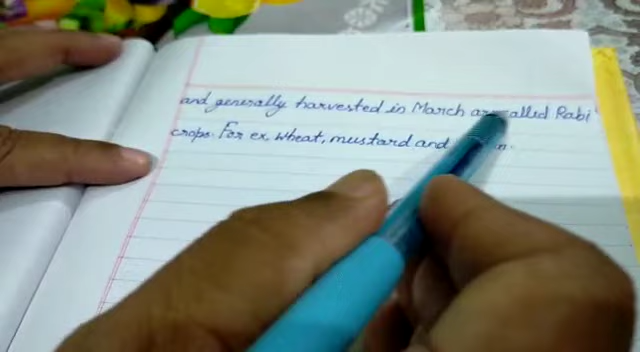 and generally harvested in March are called Rabi
crops. For ex. wheat, mustard and